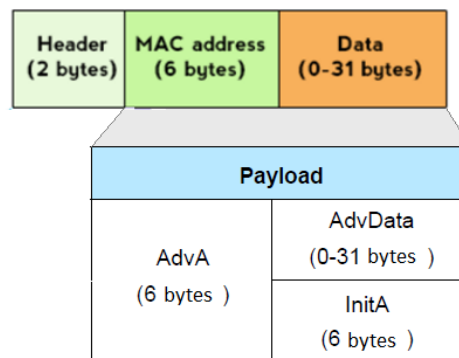 Header
(2 bytes)
MAC address
(6 bytes)
Data
(0-31 bytes)
Payload
AdvA
(6 bytes )
AdvData
(0-31 bytes )
InitA
(6 bytes )